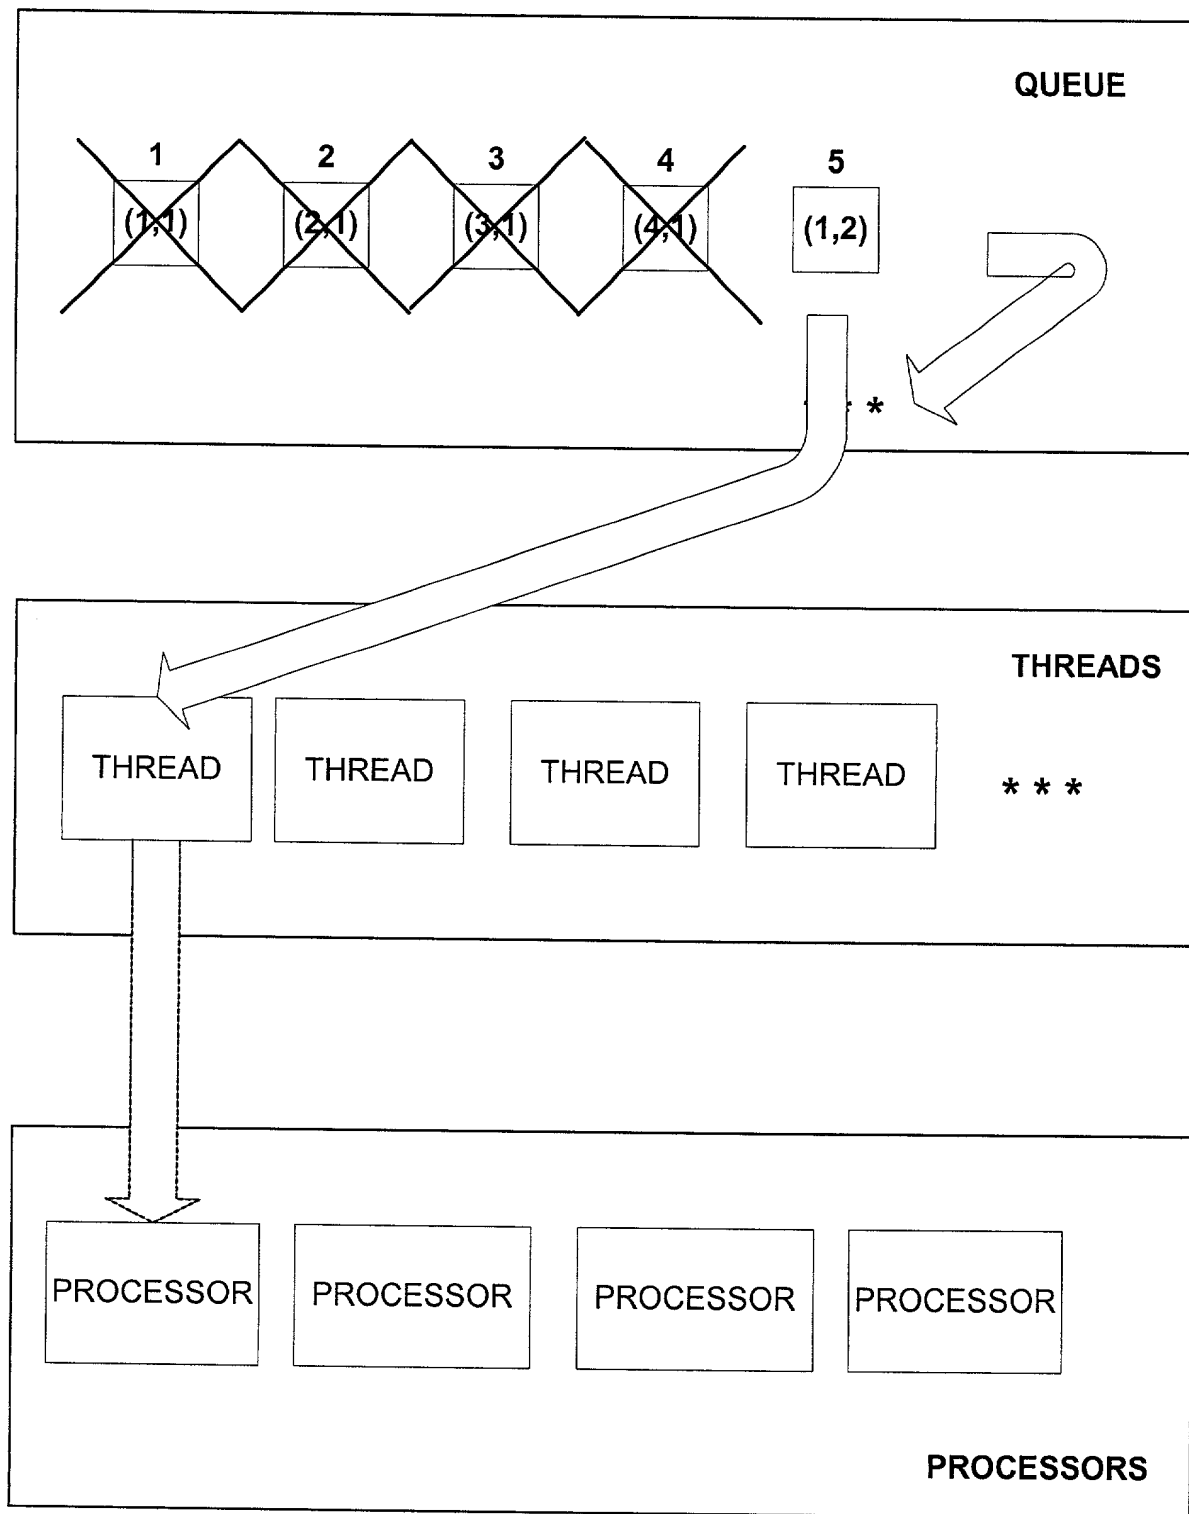 QUEUE
1 2 3 4 5
(1,1) (2,1) (3,1) (4,1) (1,2)
* *
THREADS
THREAD THREAD THREAD THREAD
* * *
PROCESSOR PROCESSOR PROCESSOR PROCESSOR
PROCESSORS